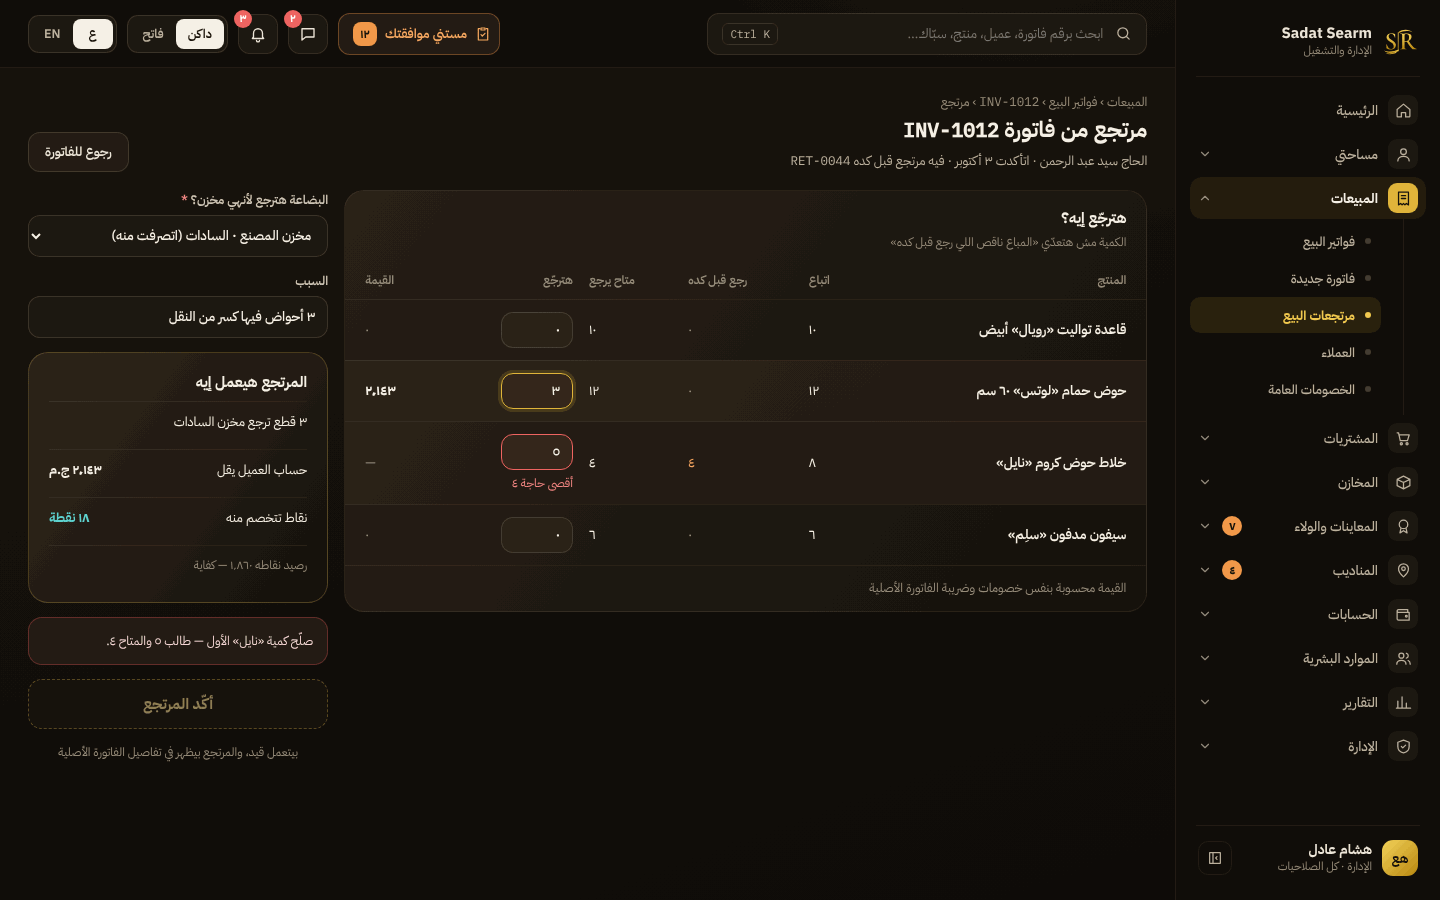 SR
Sadat Searm
الإدارة والتشغيل
الرئيسية
مساحتي
المبيعات
فواتير البيع
فاتورة جديدة
مرتجعات البيع
العملاء
الخصومات العامة
المشتريات
المخازن
المعاينات والولاء ٧
المناديب ٤
الحسابات
الموارد البشرية
التقارير
الإدارة
هع
هشام عادل
الإدارة · كل الصلاحيات
ابحث برقم فاتورة، عميل، منتج، سبّاك... Ctrl K
مستني موافقتك ١٢
٢
٣
داكن فاتح
ع EN
المبيعات › فواتير البيع › INV-1012 › مرتجع
مرتجع من فاتورة INV-1012
الحاج سيد عبد الرحمن · اتأكدت ٣ أكتوبر · فيه مرتجع قبل كده RET-0044
رجوع للفاتورة
هترجّع إيه؟
الكمية مش هتعدّي «المباع ناقص اللي رجع قبل كده»
المنتج اتباع رجع قبل كده متاح يرجع هترجّع القيمة
قاعدة تواليت «رويال» أبيض ١٠ ٠ ١٠ ٠ ٠
حوض حمام «لوتس» ٦٠ سم ١٢ ٠ ١٢ ٣ ٢,١٤٣
خلاط حوض كروم «نايل» ٨ ٤ ٤ ٥ —
أقصى حاجة ٤
سيفون مدفون «سلِم» ٦ ٠ ٦ ٠ ٠
القيمة محسوبة بنفس خصومات وضريبة الفاتورة الأصلية
البضاعة هترجع لأنهي مخزن؟ *
مخزن المصنع · السادات (اتصرفت منه)
السبب
٣ أحواض فيها كسر من النقل
المرتجع هيعمل إيه
٣ قطع ترجع مخزن السادات
حساب العميل يقل ٢,١٤٣ ج.م
نقاط تتخصم منه ١٨ نقطة
رصيد نقاطه ١,٨٦٠ — كفاية
صلّح كمية «نايل» الأول — طالب ٥ والمتاح ٤.
أكّد المرتجع
بيتعمل قيد، والمرتجع بيظهر في تفاصيل الفاتورة الأصلية